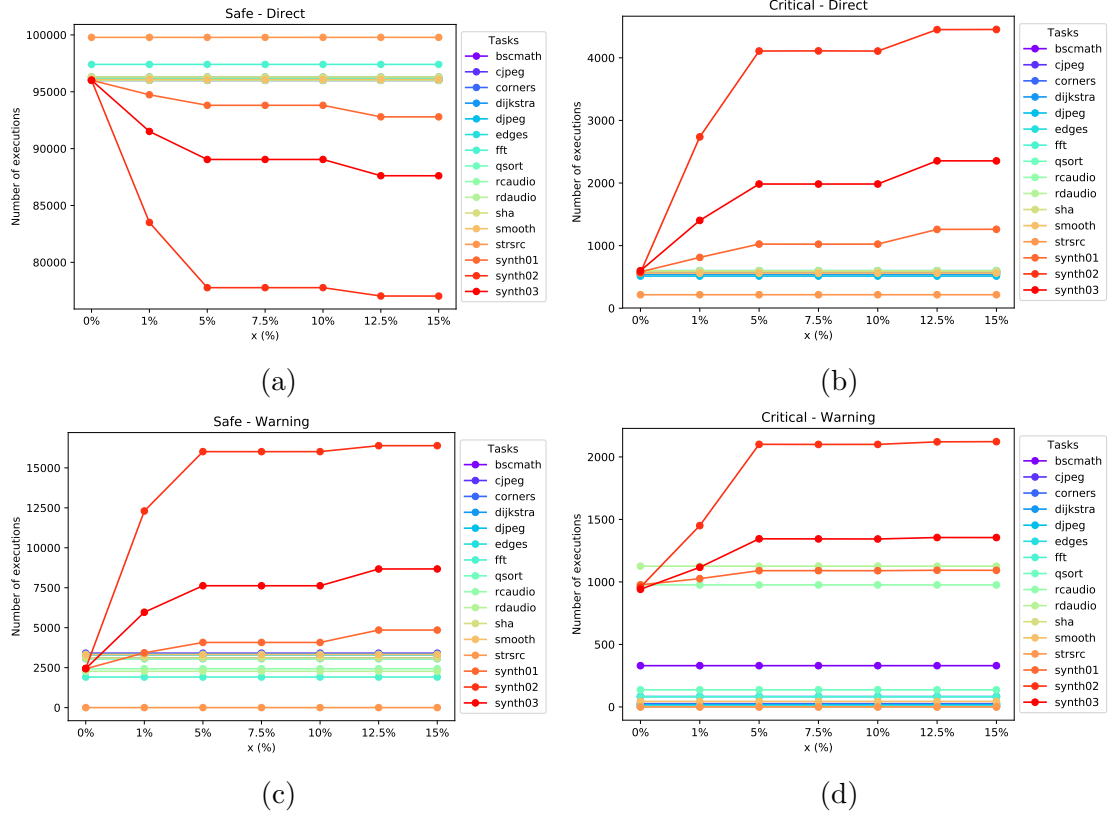 Safe - Direct
Number of executions
100000
95000
90000
85000
80000
0% 1% 5% 7.5% 10% 12.5% 15%
x (%)
Tasks
bscmath
cjpeg
corners
dijkstra
djpeg
edges
fft
qsort
rcaudio
rdaudio
sha
smooth
strsrc
synth01
synth02
synth03
(a)
Critical - Direct
Number of executions
4000
3000
2000
1000
0
0% 1% 5% 7.5% 10% 12.5% 15%
x (%)
Tasks
bscmath
cjpeg
corners
dijkstra
djpeg
edges
fft
qsort
rcaudio
rdaudio
sha
smooth
strsrc
synth01
synth02
synth03
(b)
Safe - Warning
Number of executions
15000
12500
10000
7500
5000
2500
0
0% 1% 5% 7.5% 10% 12.5% 15%
x (%)
Tasks
bscmath
cjpeg
corners
dijkstra
djpeg
edges
fft
qsort
rcaudio
rdaudio
sha
smooth
strsrc
synth01
synth02
synth03
(c)
Critical - Warning
Number of executions
2000
1500
1000
500
0
0% 1% 5% 7.5% 10% 12.5% 15%
x (%)
Tasks
bscmath
cjpeg
corners
dijkstra
djpeg
edges
fft
qsort
rcaudio
rdaudio
sha
smooth
strsrc
synth01
synth02
synth03
(d)